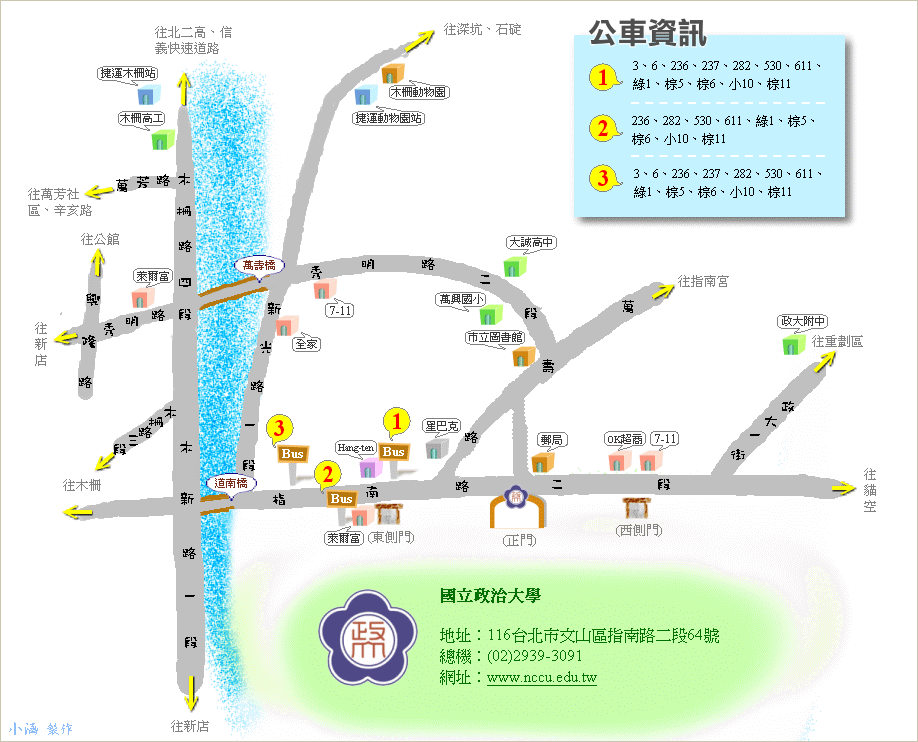 往北二高、信
義快速道路
往深坑、石碇
公車資訊
1
3、6、236、237、282、530、611、
綠1、棕5、棕6、小10、棕11
2
236、282、530、611、綠1、棕5、
棕6、小10、棕11
3
3、6、236、237、282、530、611、
綠1、棕5、棕6、小10、棕11
捷運木柵站
木柵高工
木柵動物園
捷運動物園站
萬芳路
往萬芳社
區、辛亥路
木柵路四段
往公館
萊爾富
萬壽橋
秀明路二段
大誠高中
7-11
萬興國小
市立圖書館
全家
往指南宮
萬壽路
政大附中
往重劃區
興隆路
秀明路
往
新
店
新光路一段
木柵路三段
往木柵
政大一街
3
Bus
Hang-ten
1
Bus
星巴克
郵局
OK超商
7-11
道南橋
2
Bus
指南路二段
往
貓
空
萊爾富
(東側門)
政
(正門)
(西側門)
木新路一段
往新店
政
國立政治大學
地址：116台北市文山區指南路二段64號
總機：(02)2939-3091
網址：www.nccu.edu.tw
小涵 製作